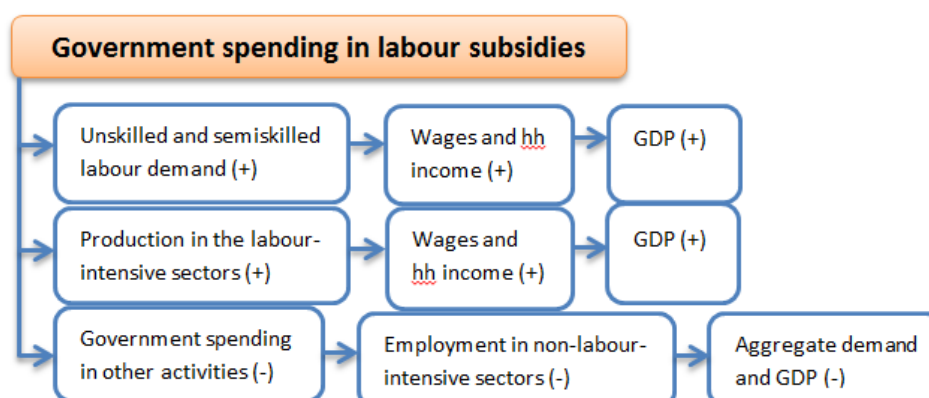 Government spending in labour subsidies
Unskilled and semiskilled
labour demand (+)
Wages and hh
income (+)
GDP (+)
Production in the labour-
intensive sectors (+)
Wages and
hh income (+)
GDP (+)
Government spending
in other activities (-)
Employment in non-labour-
intensive sectors (-)
Aggregate demand
and GDP (-)